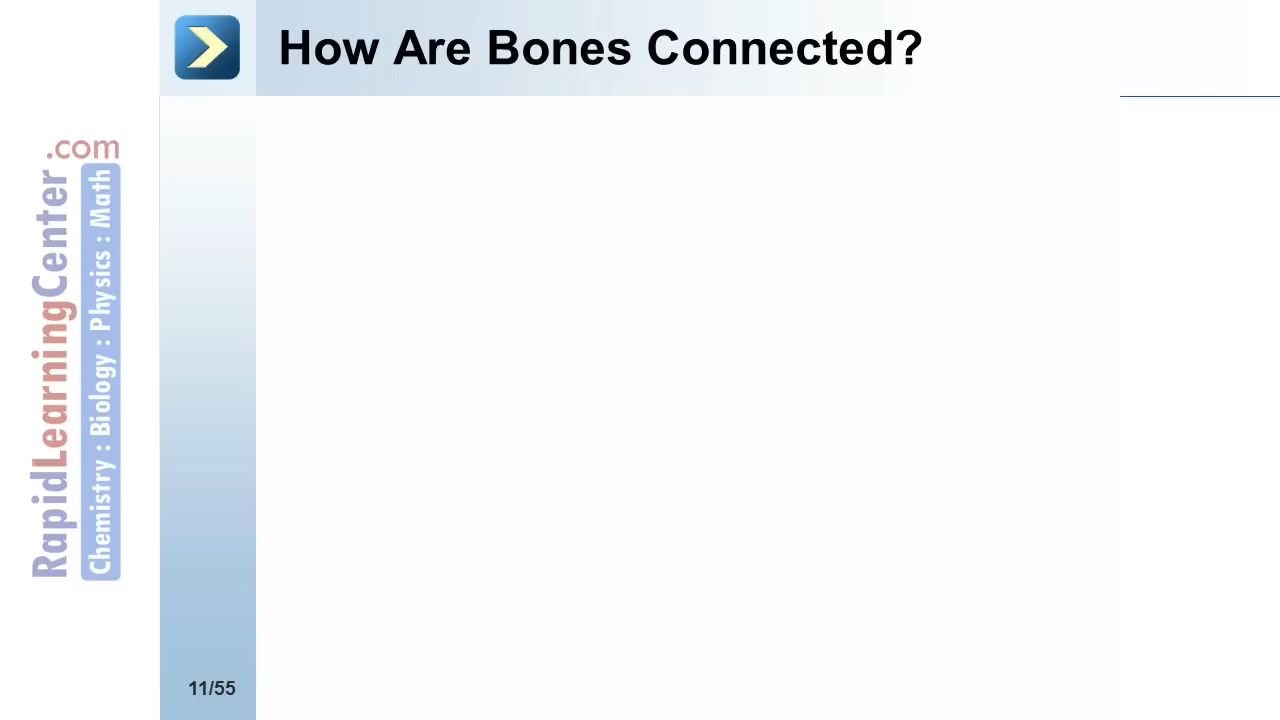 How Are Bones Connected?
RapidLearningCenter.com
Chemistry : Biology : Physics : Math
11/55